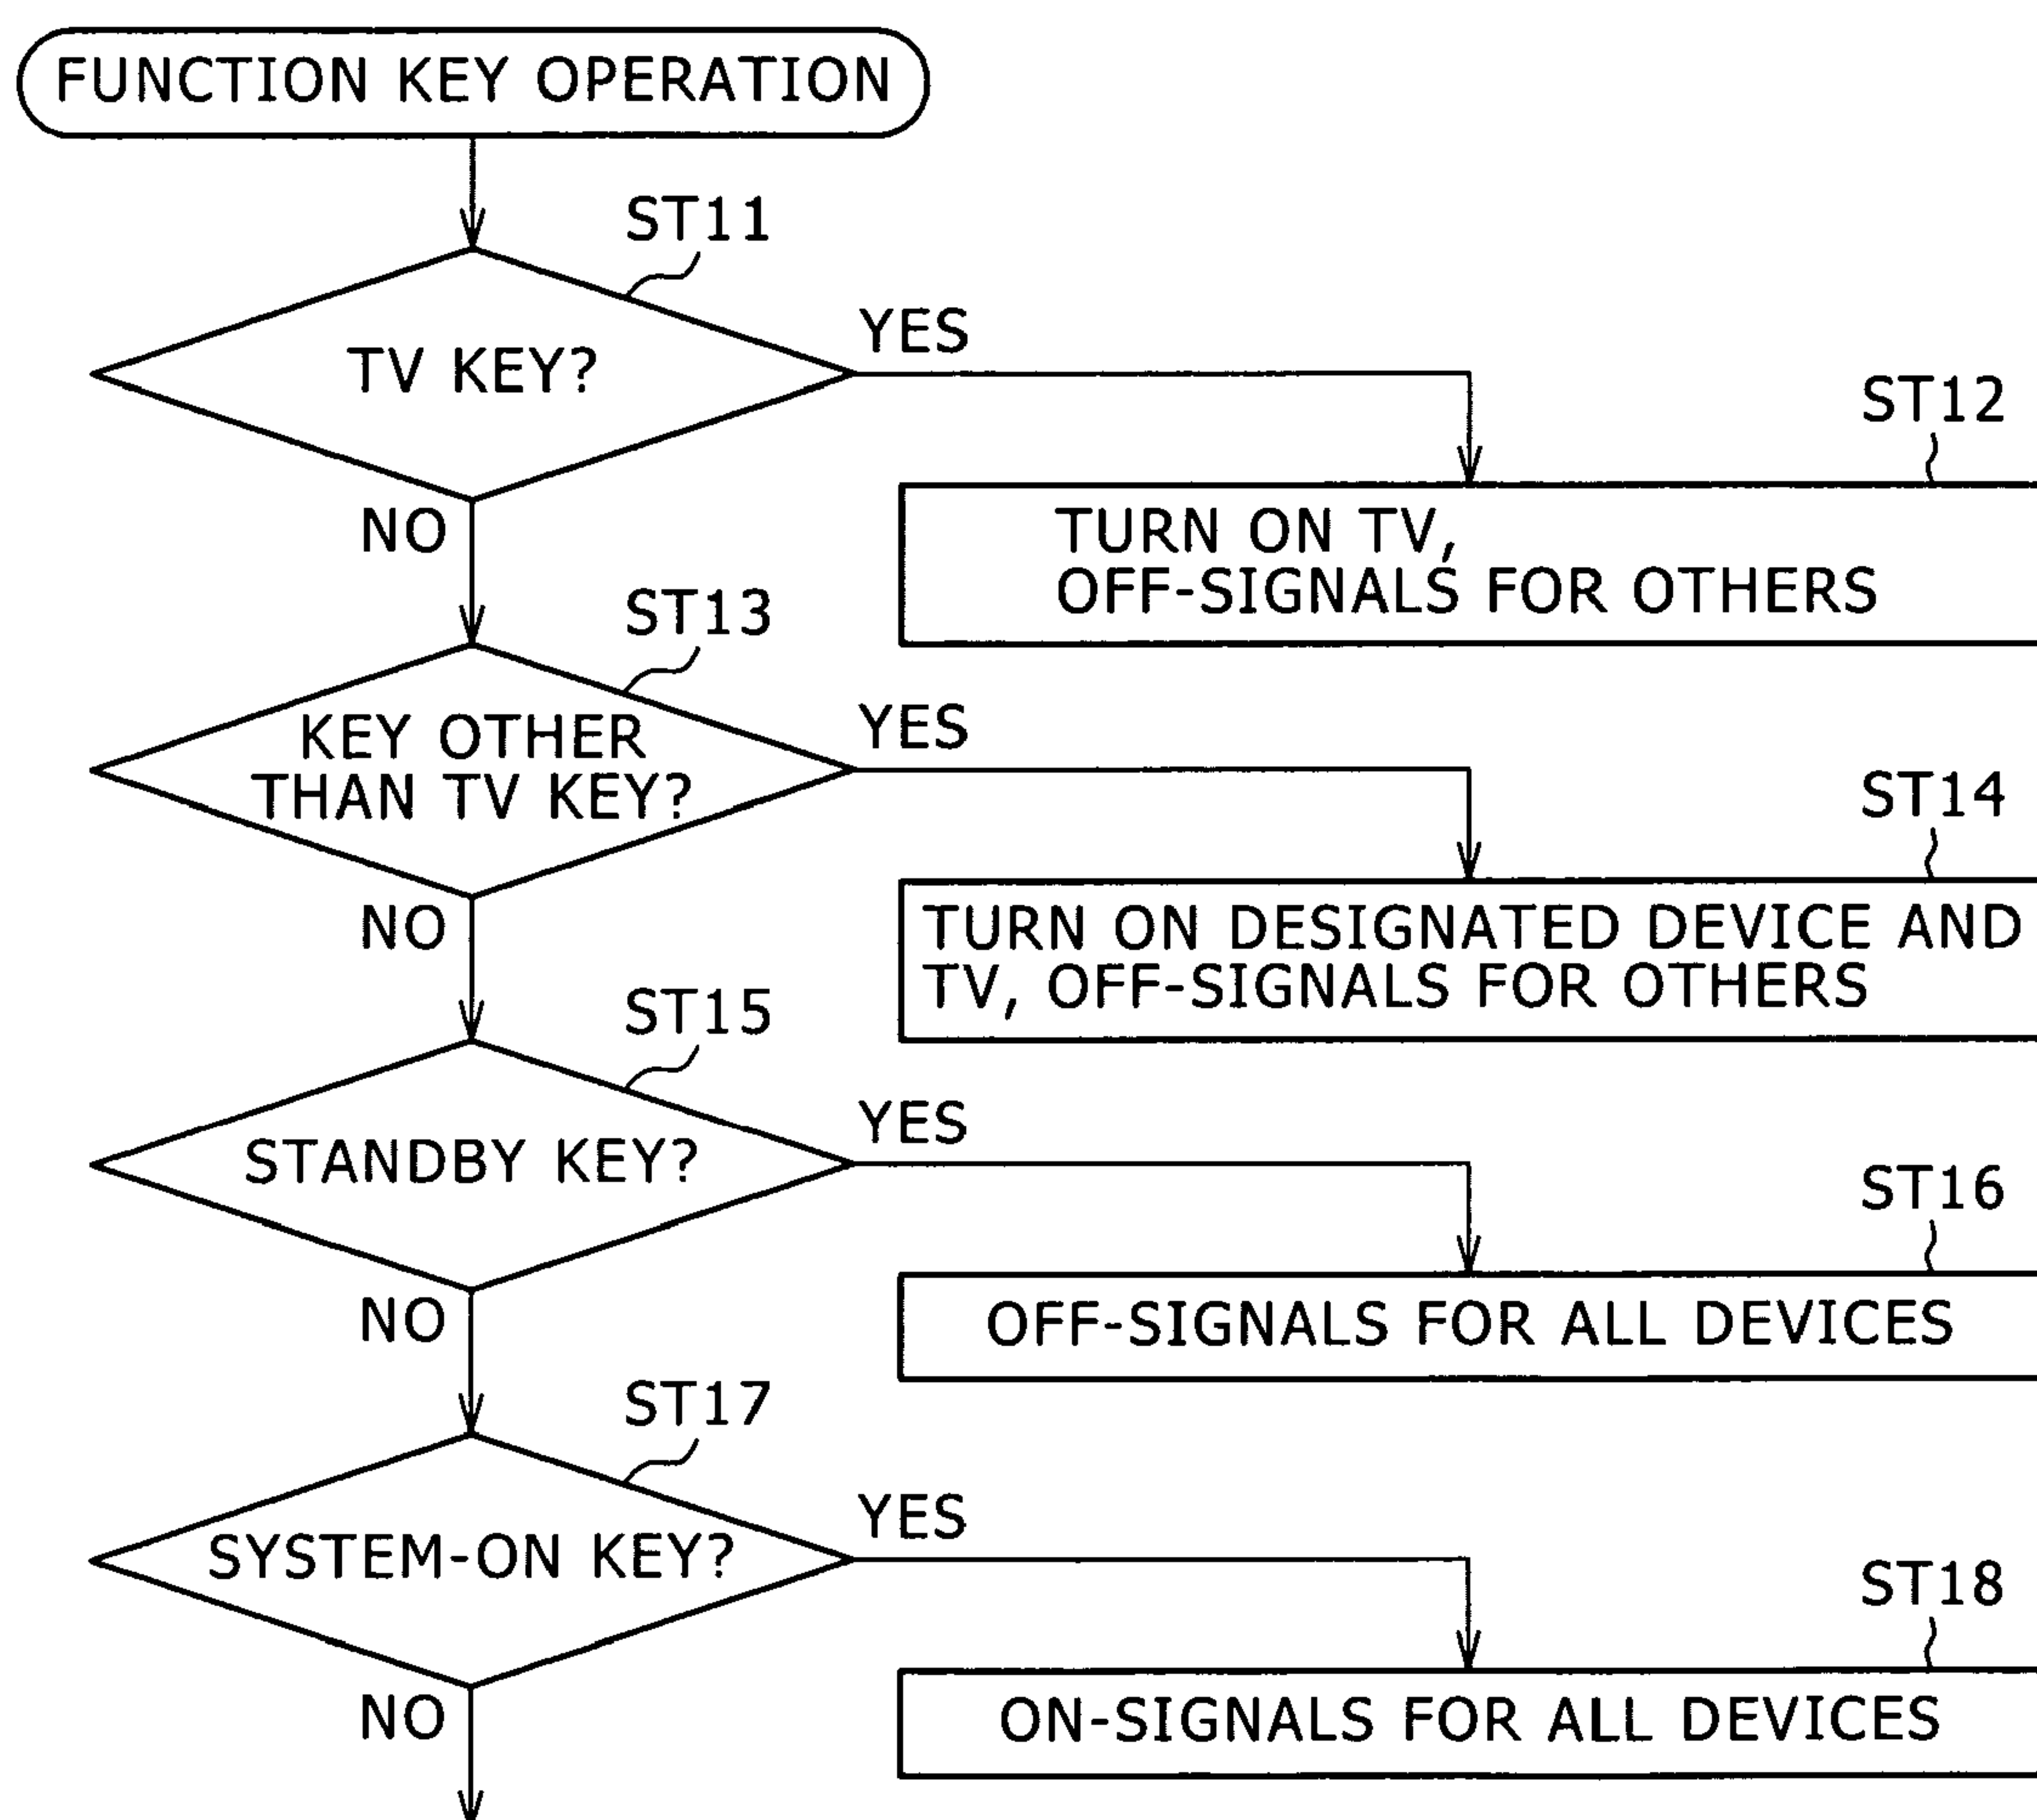 FUNCTION KEY OPERATION
ST11
TV KEY?
YES
NO
ST12
TURN ON TV,
OFF-SIGNALS FOR OTHERS
ST13
KEY OTHER
THAN TV KEY?
YES
NO
ST14
TURN ON DESIGNATED DEVICE AND
TV, OFF-SIGNALS FOR OTHERS
ST15
STANDBY KEY?
YES
NO
ST16
OFF-SIGNALS FOR ALL DEVICES
ST17
SYSTEM-ON KEY?
YES
NO
ST18
ON-SIGNALS FOR ALL DEVICES